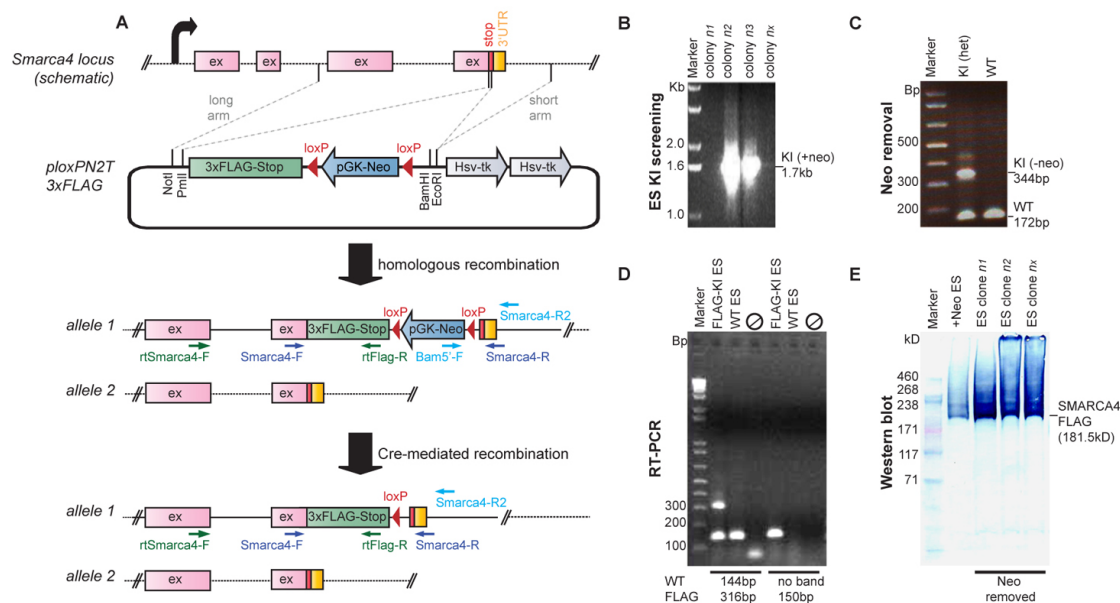 A
Smarca4 locus
(schematic)
ex
ex
ex
ex
stop
3'UTR
long
arm
short
arm
ploxPN2T
3xFLAG
NotI
PmlI
3xFLAG-Stop
loxP
pGK-Neo
loxP
BamHI
EcoRI
Hsv-tk
Hsv-tk
homologous recombination
allele 1
ex
ex
3xFLAG-Stop
loxP
pGK-Neo
loxP
Smarca4-R2
rtSmarca4-F
Smarca4-F
rtFlag-R
Bam5'-F
Smarca4-R
allele 2
ex
ex
Cre-mediated recombination
allele 1
ex
ex
3xFLAG-Stop
loxP
Smarca4-R2
rtSmarca4-F
Smarca4-F
rtFlag-R
Smarca4-R
allele 2
ex
ex
B
Marker
colony n1
colony n2
colony n3
colony nx
Kb
2.0
1.6
1.0
ES KI screening
KI (+neo)
1.7kb
C
Marker
KI (het)
WT
Bp
500
300
200
Neo removal
KI (-neo)
344bp
WT
172bp
D
Marker
FLAG-KI ES
WT ES
FLAG-KI ES
WT ES
Bp
300
200
100
RT-PCR
WT 144bp no band
FLAG 316bp 150bp
E
Marker
+Neo ES
ES clone n1
ES clone n2
ES clone nx
kD
460
268
238
171
117
71
Western blot
SMARCA4
FLAG
(181.5kD)
Neo
removed